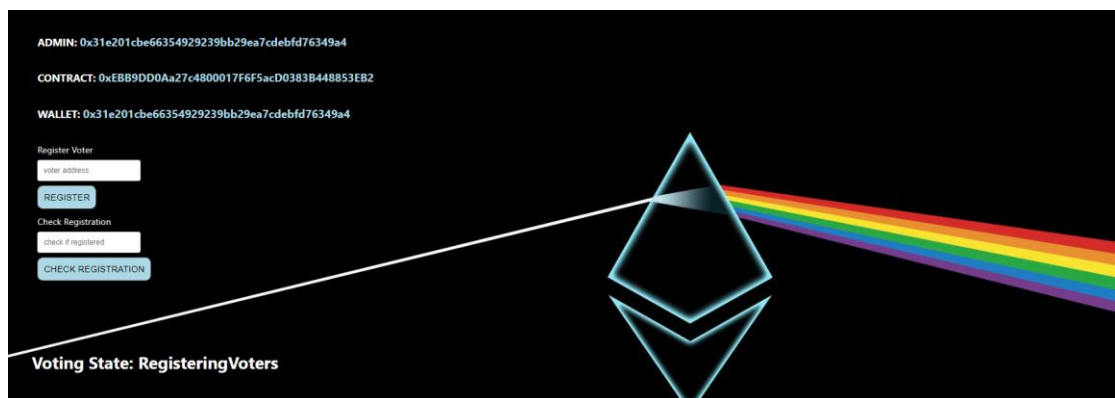 ADMIN: 0x31e201cbe66354929239bb29ea7cdebfd76349a4
CONTRACT: 0xEBB9DD0Aa27c4800017F6F5acD0383B448853EB2
WALLET: 0x31e201cbe66354929239bb29ea7cdebfd76349a4
Register Voter
voter address
REGISTER
Check Registration
check if registered
CHECK REGISTRATION
Voting State: RegisteringVoters